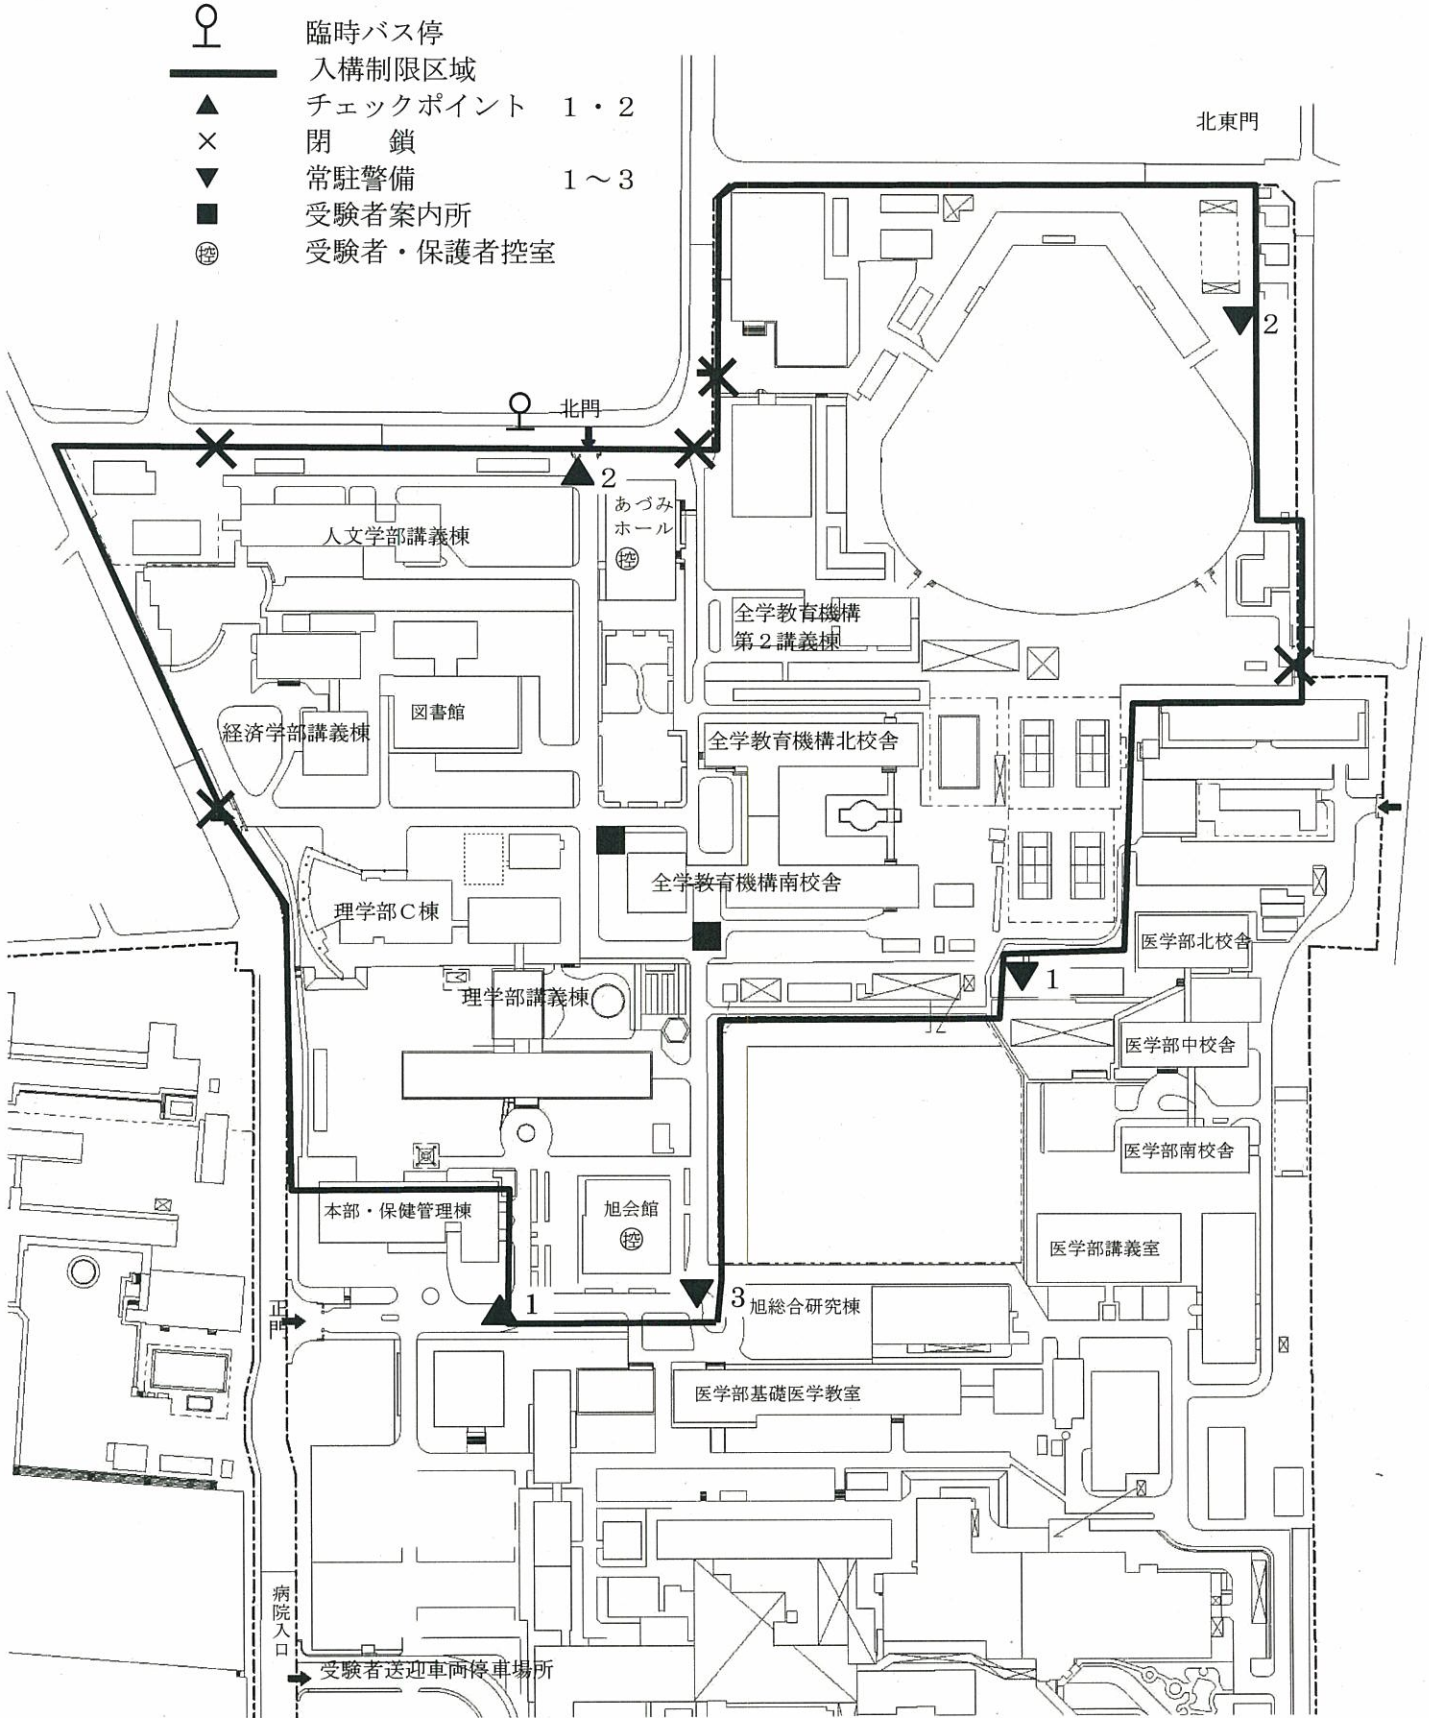 臨時バス停
入構制限区域
チェックポイント　１・２
閉　　鎖
常駐警備　１～３
受験者案内所
控 受験者・保護者控室
北東門
2
北門
2
あづみ
ホール
控
人文学部講義棟
全学教育機構
第２講義棟
図書館
経済学部講義棟
全学教育機構北校舎
全学教育機構南校舎
理学部Ｃ棟
医学部北校舎
1
理学部講義棟
医学部中校舎
医学部南校舎
本部・保健管理棟
旭会館
控
医学部講義室
1
3
旭総合研究棟
正門
医学部基礎医学教室
病院入口
受験者送迎車両停車場所